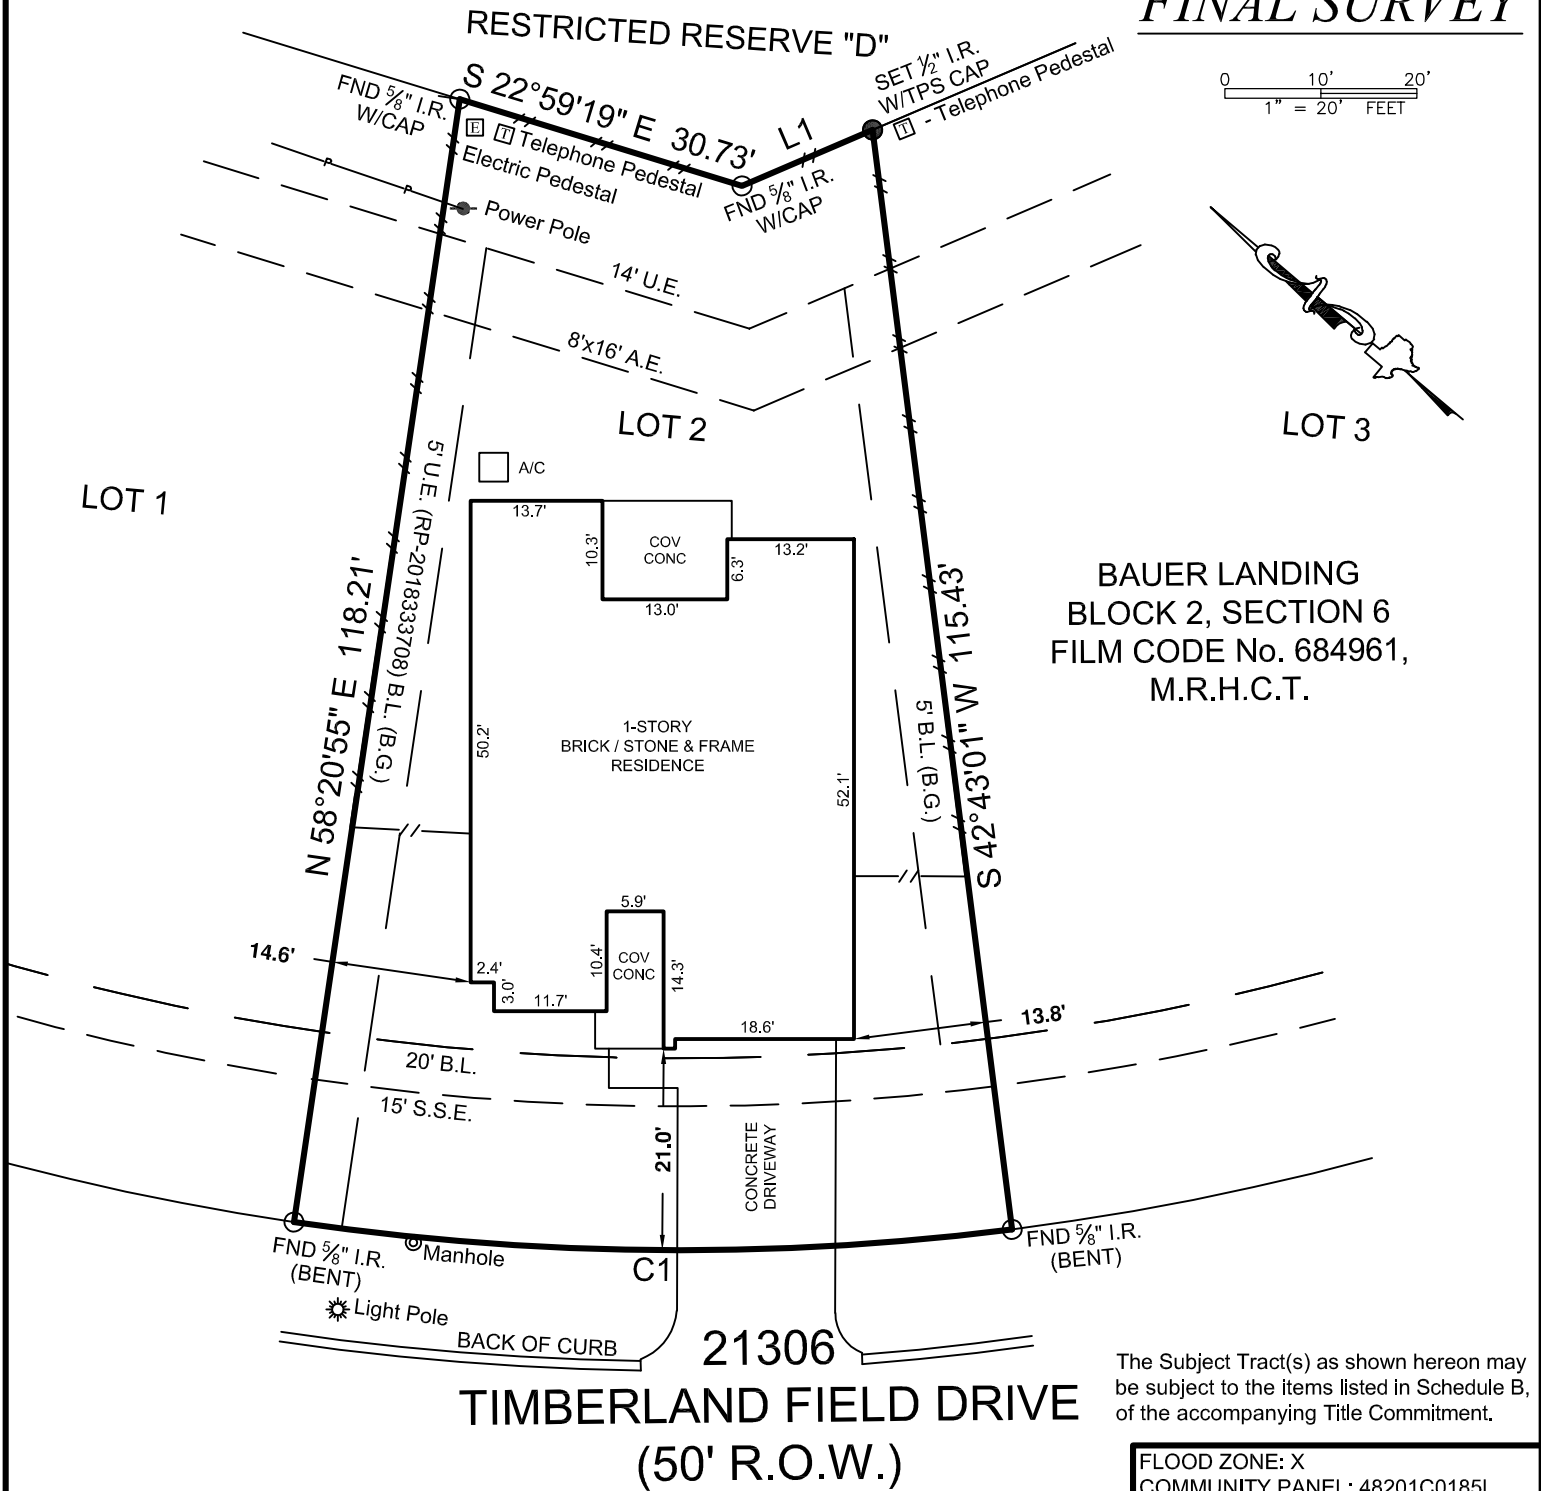 FINAL SURVEY
RESTRICTED RESERVE "D"
0 10' 20'
1" = 20' FEET
SET 1/2" I.R.
W/TPS CAP
T - Telephone Pedestal
FND 5/8" I.R.
W/CAP
S 22°59'19" E 30.73'
L1
E T Telephone Pedestal
Electric Pedestal
FND 5/8" I.R.
W/CAP
P
P
Power Pole
14' U.E.
8'x16' A.E.
LOT 2
LOT 3
LOT 1
A/C
5' U.E. (RP-2018333708) B.L. (B.G.)
13.7'
10.3'
COV
CONC
13.0'
6.3'
13.2'
N 58°20'55" E 118.21'
S 42°43'01" W 115.43'
5' B.L. (B.G.)
BAUER LANDING
BLOCK 2, SECTION 6
FILM CODE No. 684961,
M.R.H.C.T.
50.2'
1-STORY
BRICK / STONE & FRAME
RESIDENCE
52.1'
5.9'
10.4'
COV
CONC
14.3'
14.6'
2.4'
3.0'
11.7'
18.6'
13.8'
20' B.L.
15' S.S.E.
21.0'
CONCRETE
DRIVEWAY
FND 5/8" I.R.
(BENT)
Manhole
C1
FND 5/8" I.R.
(BENT)
Light Pole
BACK OF CURB
21306
TIMBERLAND FIELD DRIVE
(50' R.O.W.)
The Subject Tract(s) as shown hereon may
be subject to the items listed in Schedule B,
of the accompanying Title Commitment.
FLOOD ZONE: X
COMMUNITY PANEL: 48201C0185L